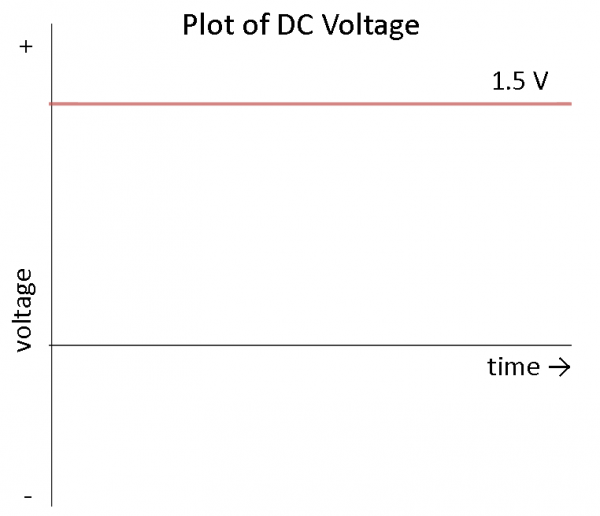 Plot of DC Voltage
+
1.5 V
voltage
time →
-